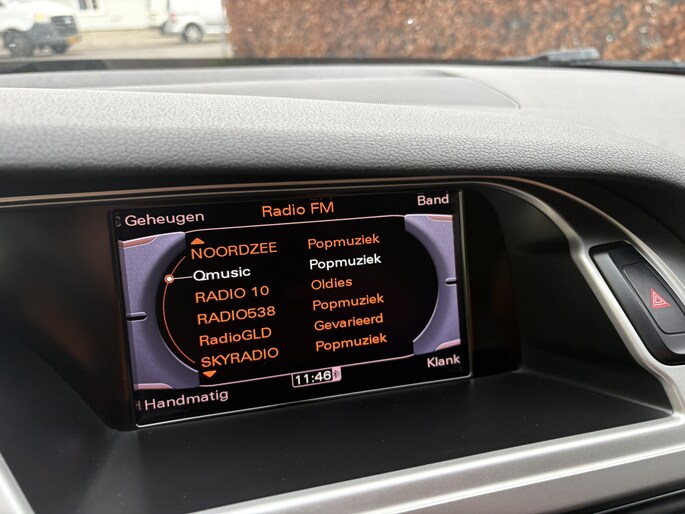 Geheugen Radio FM Band
NOORDZEE Popmuziek
Qmusic Popmuziek
RADIO 10 Oldies
RADIO538 Popmuziek
RadioGLD Gevarieerd
SKYRADIO Popmuziek
11:46
Handmatig Klank